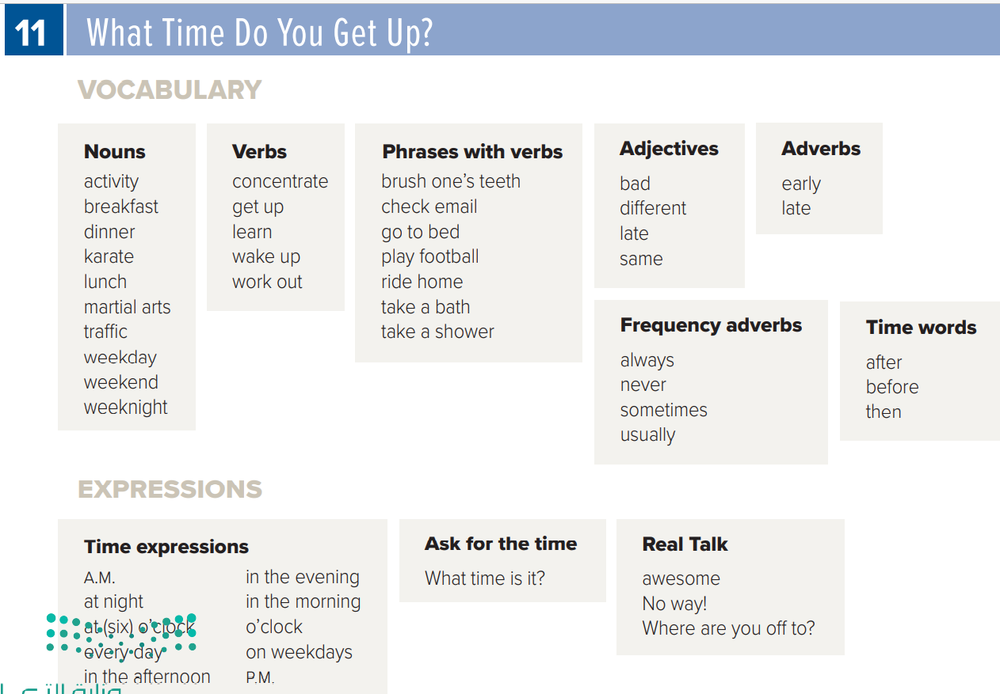 11 What Time Do You Get Up?
VOCABULARY
Nouns
activity
breakfast
dinner
karate
lunch
martial arts
traffic
weekday
weekend
weeknight
Verbs
concentrate
get up
learn
wake up
work out
Phrases with verbs
brush one's teeth
check email
go to bed
play football
ride home
take a bath
take a shower
Adjectives
bad
different
late
same
Adverbs
early
late
Frequency adverbs
always
never
sometimes
usually
Time words
after
before
then
EXPRESSIONS
Time expressions
A.M.
at night
at (six) o'clock
every day
in the afternoon
in the evening
in the morning
o'clock
on weekdays
P.M.
Ask for the time
What time is it?
Real Talk
awesome
No way!
Where are you off to?